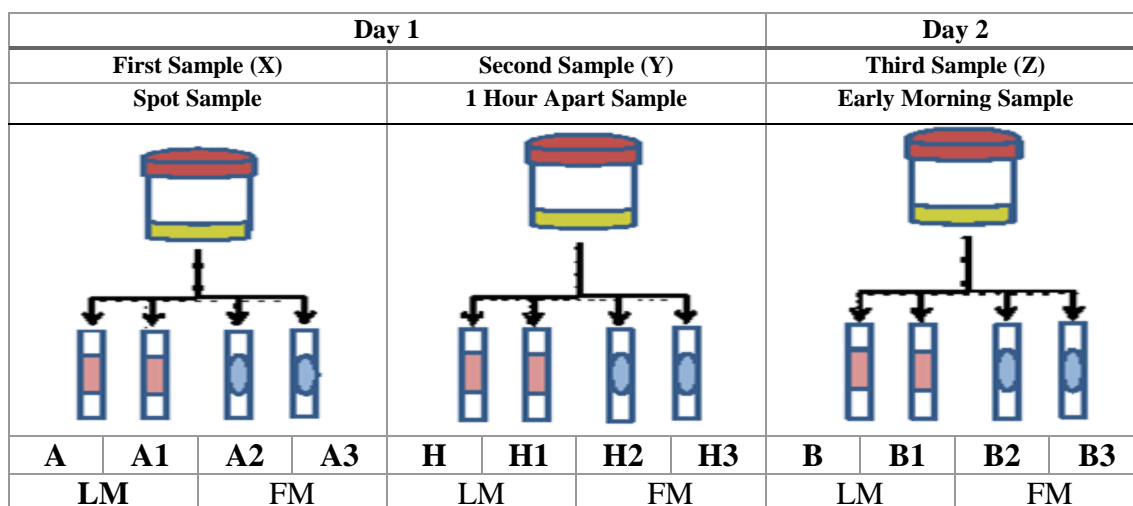 Day 1 Day 2
First Sample (X) Second Sample (Y) Third Sample (Z)
Spot Sample 1 Hour Apart Sample Early Morning Sample
A A1 A2 A3 H H1 H2 H3 B B1 B2 B3
LM FM LM FM LM FM